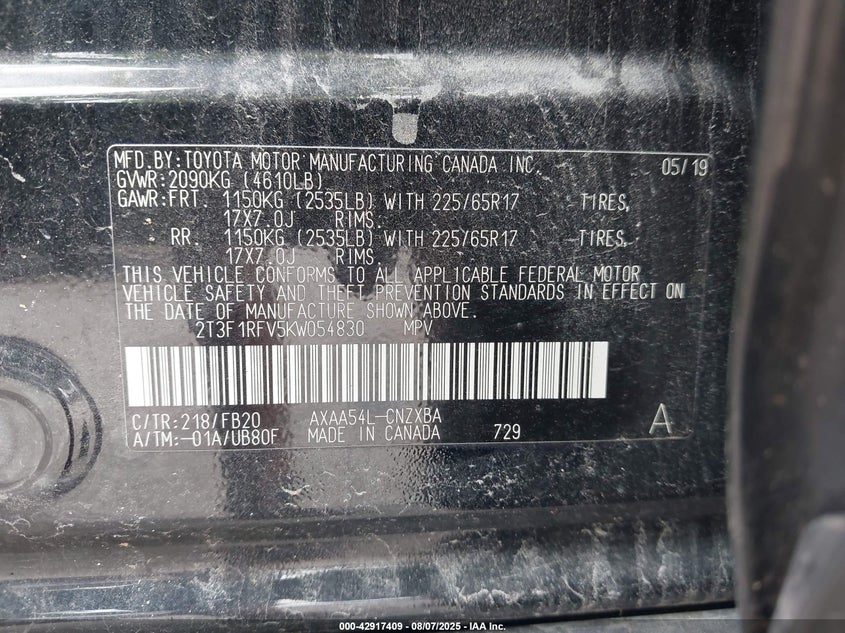 MFD.BY:TOYOTA MOTOR MANUFACTURING CANADA INC. 05/19
GVWR:2090KG (4610LB)
GAWR:FRT. 1150KG (2535LB) WITH 225/65R17 TIRES,
17X7.0J RIMS.
RR. 1150KG (2535LB) WITH 225/65R17 TIRES,
17X7.0J RIMS.
THIS VEHICLE CONFORMS TO ALL APPLICABLE FEDERAL MOTOR
VEHICLE SAFETY AND THEFT PREVENTION STANDARDS IN EFFECT ON
THE DATE OF MANUFACTURE SHOWN ABOVE.
2T3F1RFV5KW054830 MPV
C/TR:218/FB20 AXAA54L-CNZXBA
A/TM:-01A/UB80F MADE IN CANADA 729 A
000-42917409 - 08/07/2025 - IAA Inc.